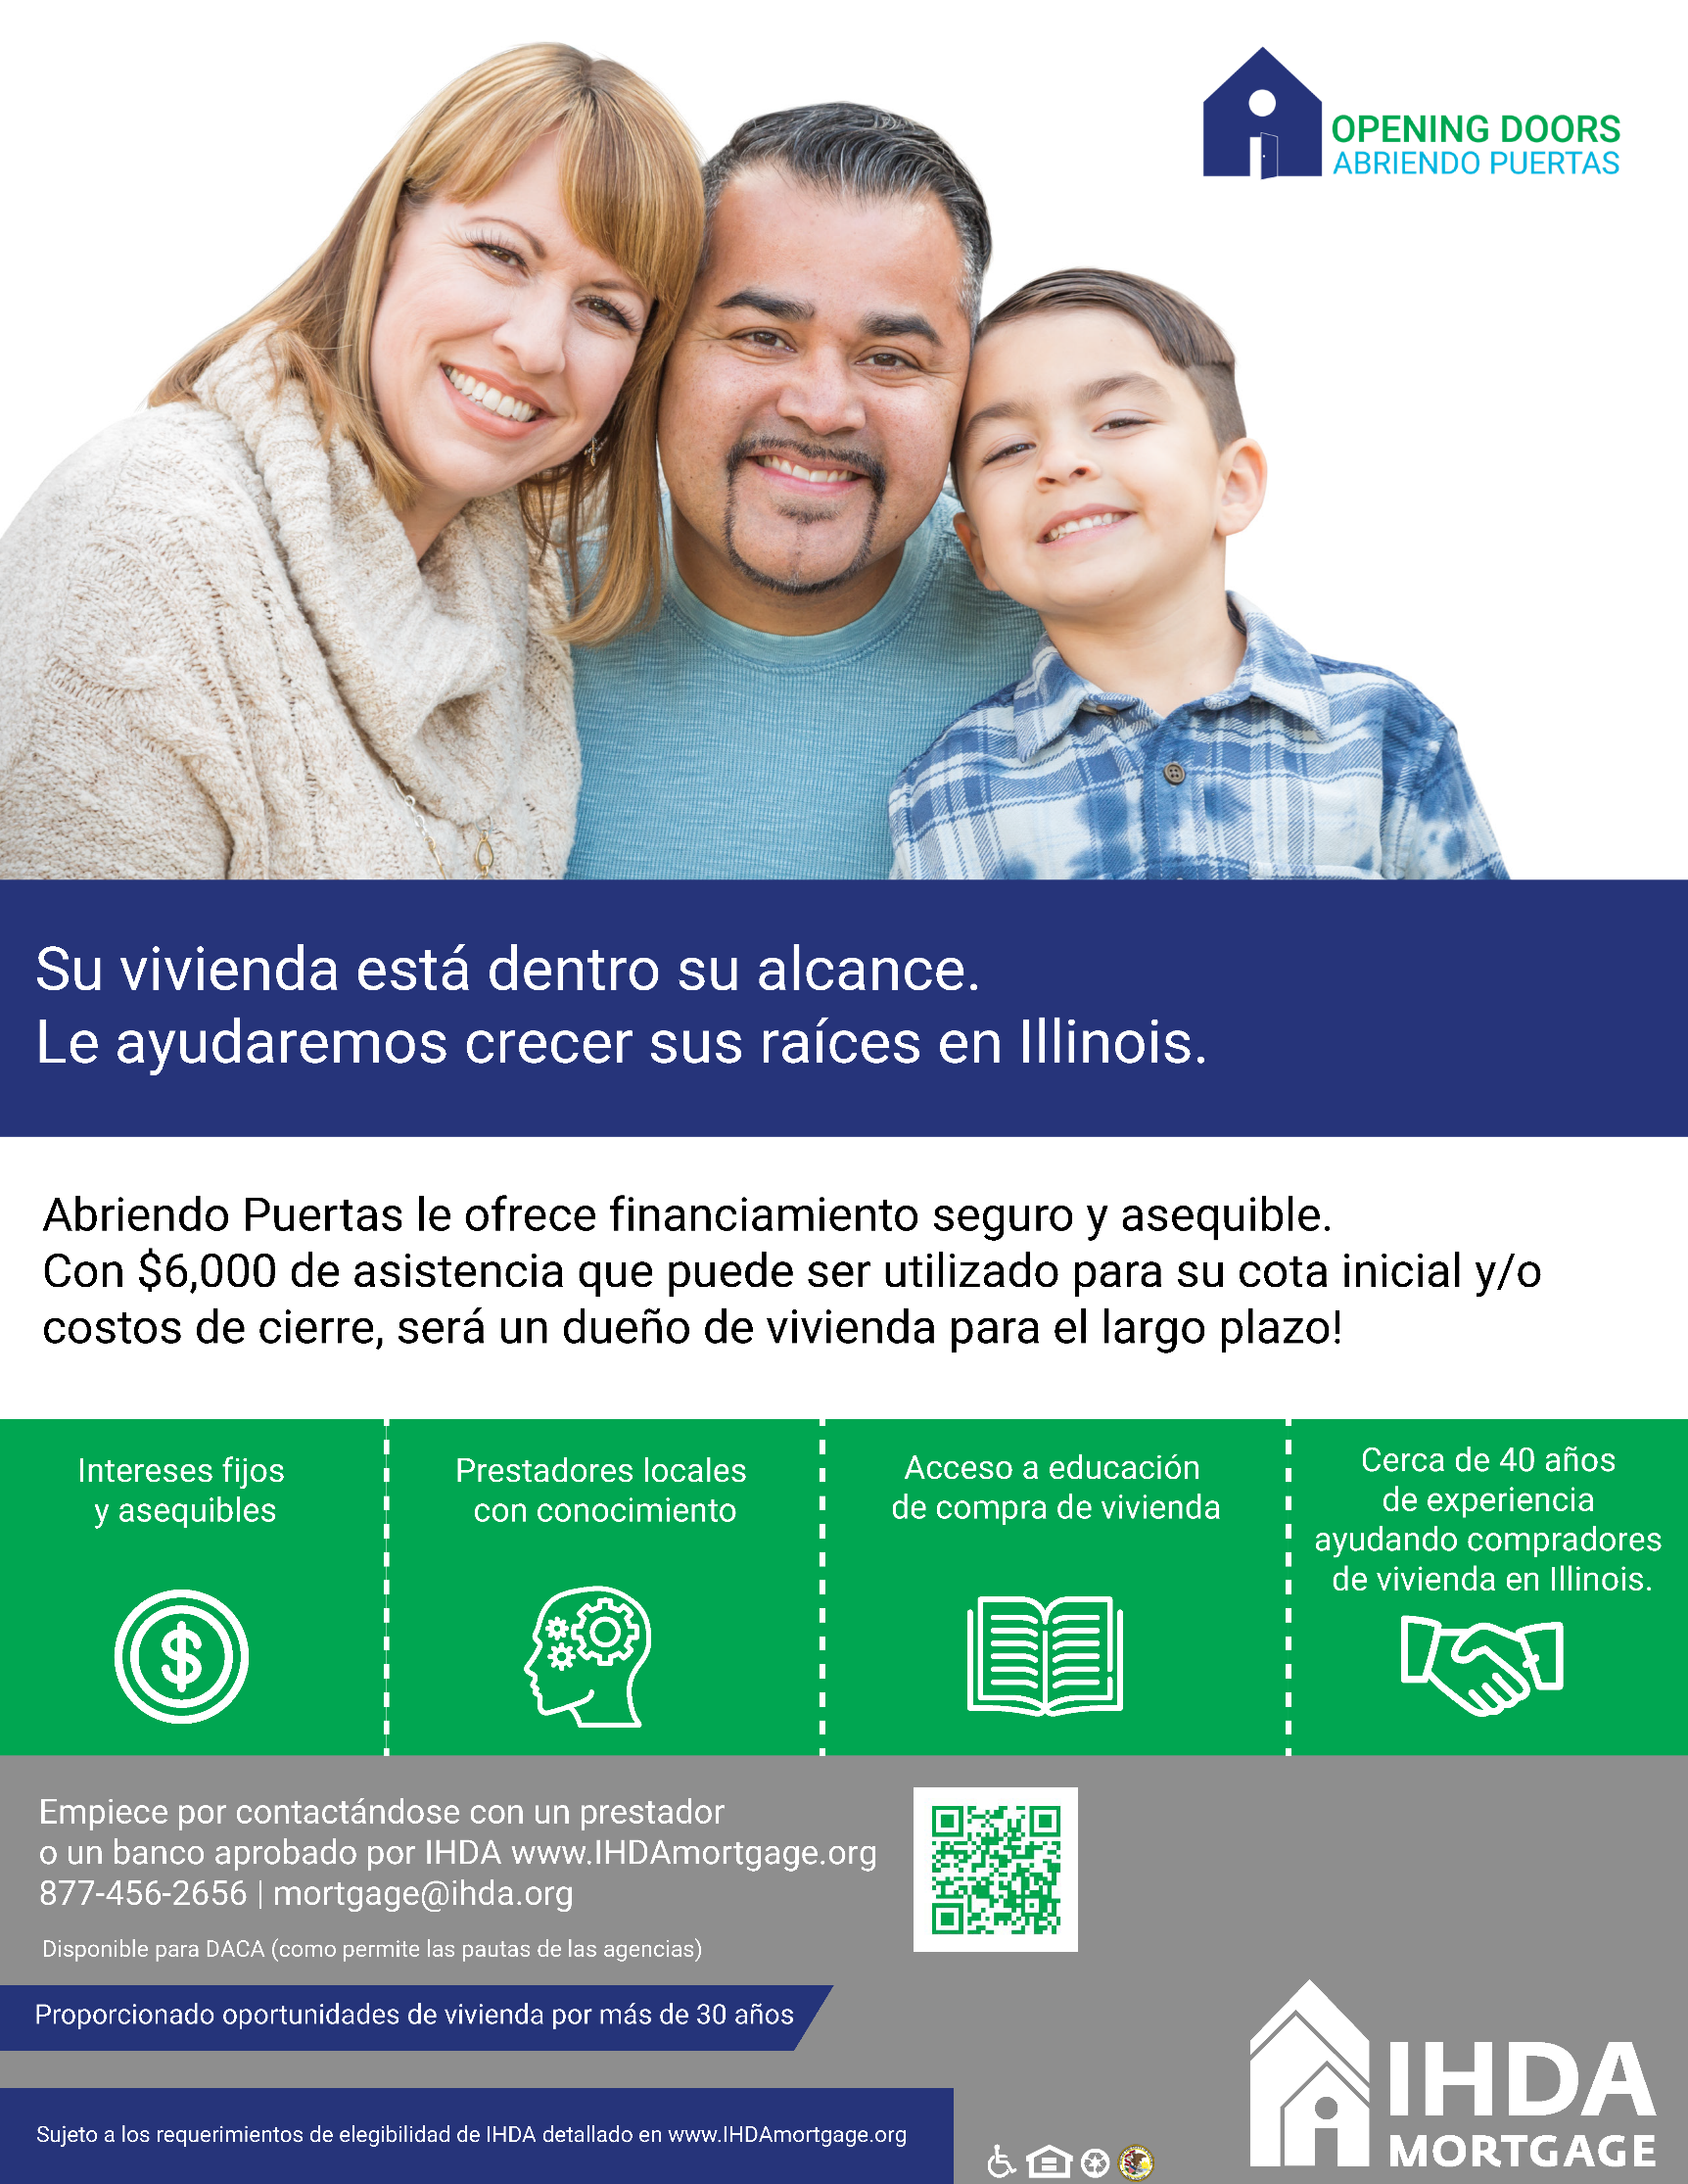 OPENING DOORS
ABRIENDO PUERTAS
Su vivienda está dentro su alcance.
Le ayudaremos crecer sus raíces en Illinois.
Abriendo Puertas le ofrece financiamiento seguro y asequible.
Con $6,000 de asistencia que puede ser utilizado para su cota inicial y/o
costos de cierre, será un dueño de vivienda para el largo plazo!
Intereses fijos
y asequibles
Prestadores locales
con conocimiento
Acceso a educación
de compra de vivienda
Cerca de 40 años
de experiencia
ayudando compradores
de vivienda en Illinois.
Empiece por contactándose con un prestador
o un banco aprobado por IHDA www.IHDAmortgage.org
877-456-2656 | mortgage@ihda.org
Disponible para DACA (como permite las pautas de las agencias)
Proporcionado oportunidades de vivienda por más de 30 años
Sujeto a los requerimientos de elegibilidad de IHDA detallado en www.IHDAmortgage.org
IHDA
MORTGAGE